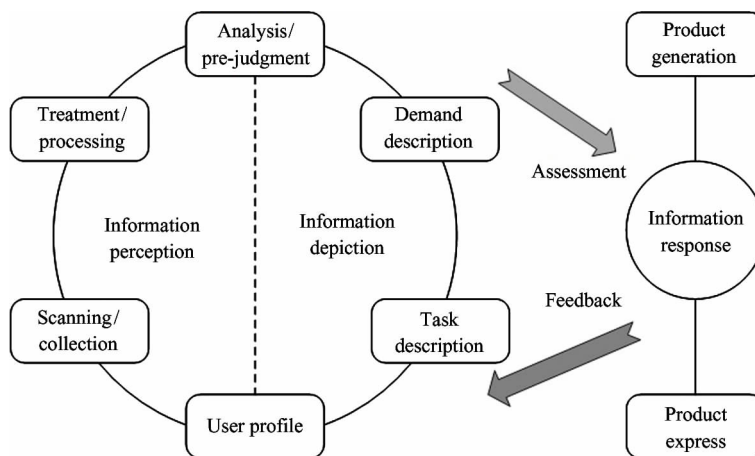 Analysis/
pre-judgment
Product
generation
Treatment/
processing
Demand
description
Assessment
Information
perception
Information
depiction
Information
response
Feedback
Scanning/
collection
Task
description
User profile
Product
express